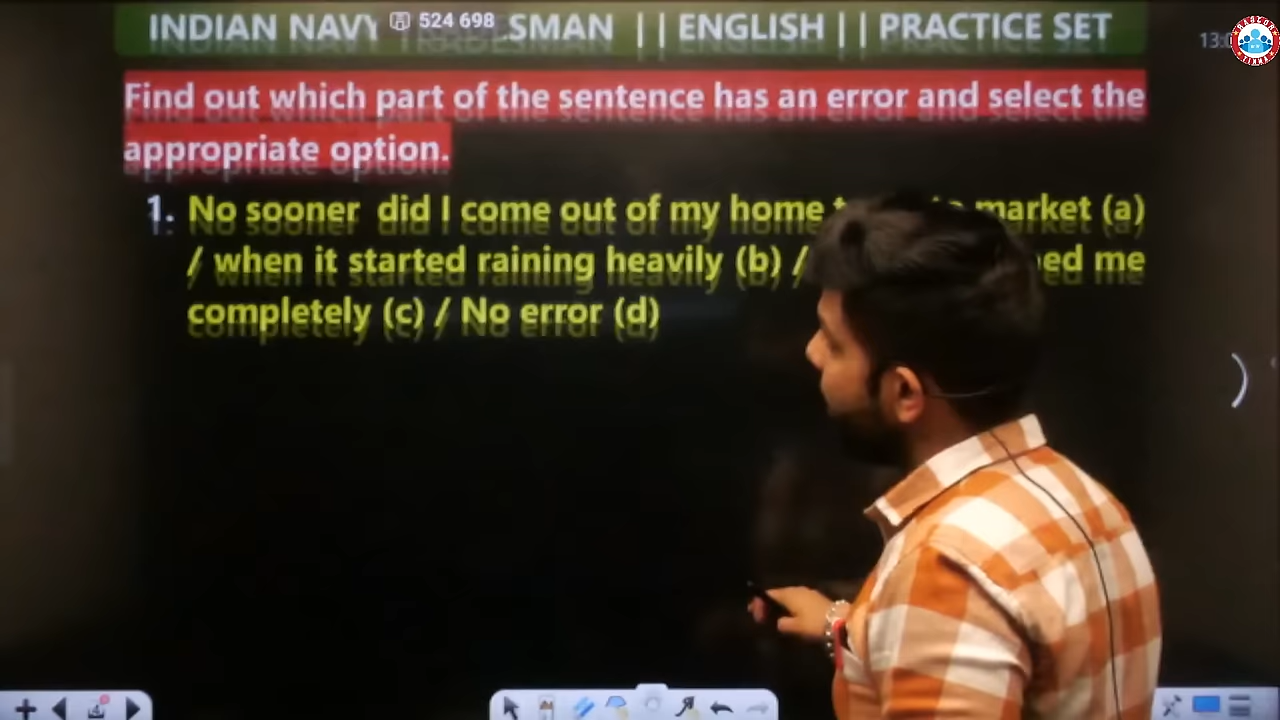 INDIAN NAVY SMAN || ENGLISH || PRACTICE SET
524 698
Find out which part of the sentence has an error and select the
appropriate option.
1. No sooner did I come out of my home market (a)
/ when it started raining heavily (b) / me
completely (c) / No error (d)